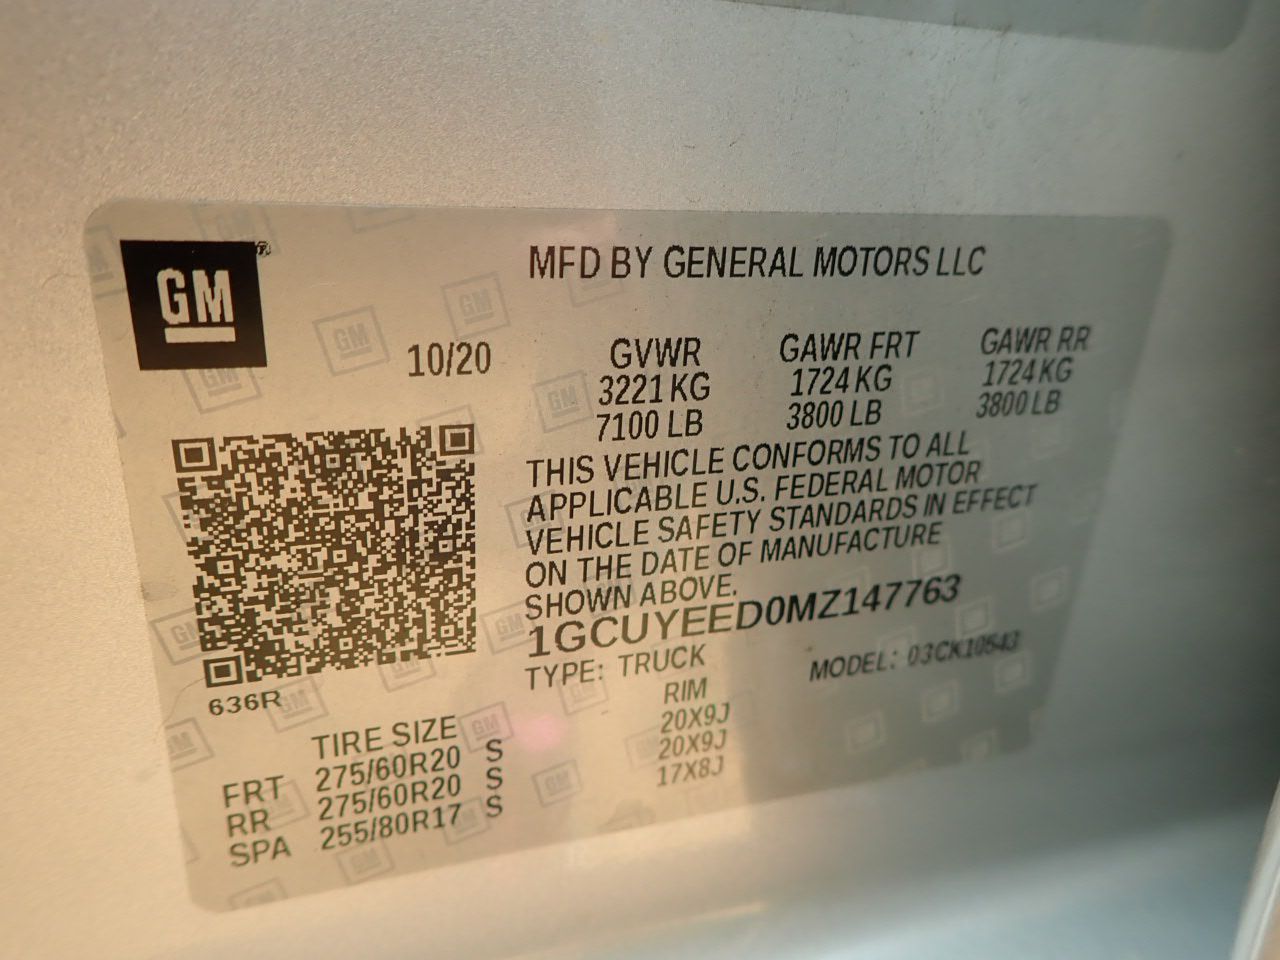 GM®
MFD BY GENERAL MOTORS LLC
10/20
GVWR GAWR FRT GAWR RR
3221 KG 1724 KG 1724 KG
7100 LB 3800 LB 3800 LB
THIS VEHICLE CONFORMS TO ALL
APPLICABLE U.S. FEDERAL MOTOR
VEHICLE SAFETY STANDARDS IN EFFECT
ON THE DATE OF MANUFACTURE
SHOWN ABOVE.
1GCUYEED0MZ147763
TYPE: TRUCK MODEL: 03CK10543
636R
TIRE SIZE RIM
FRT 275/60R20 S 20X9J
RR 275/60R20 S 20X9J
SPA 255/80R17 S 17X8J